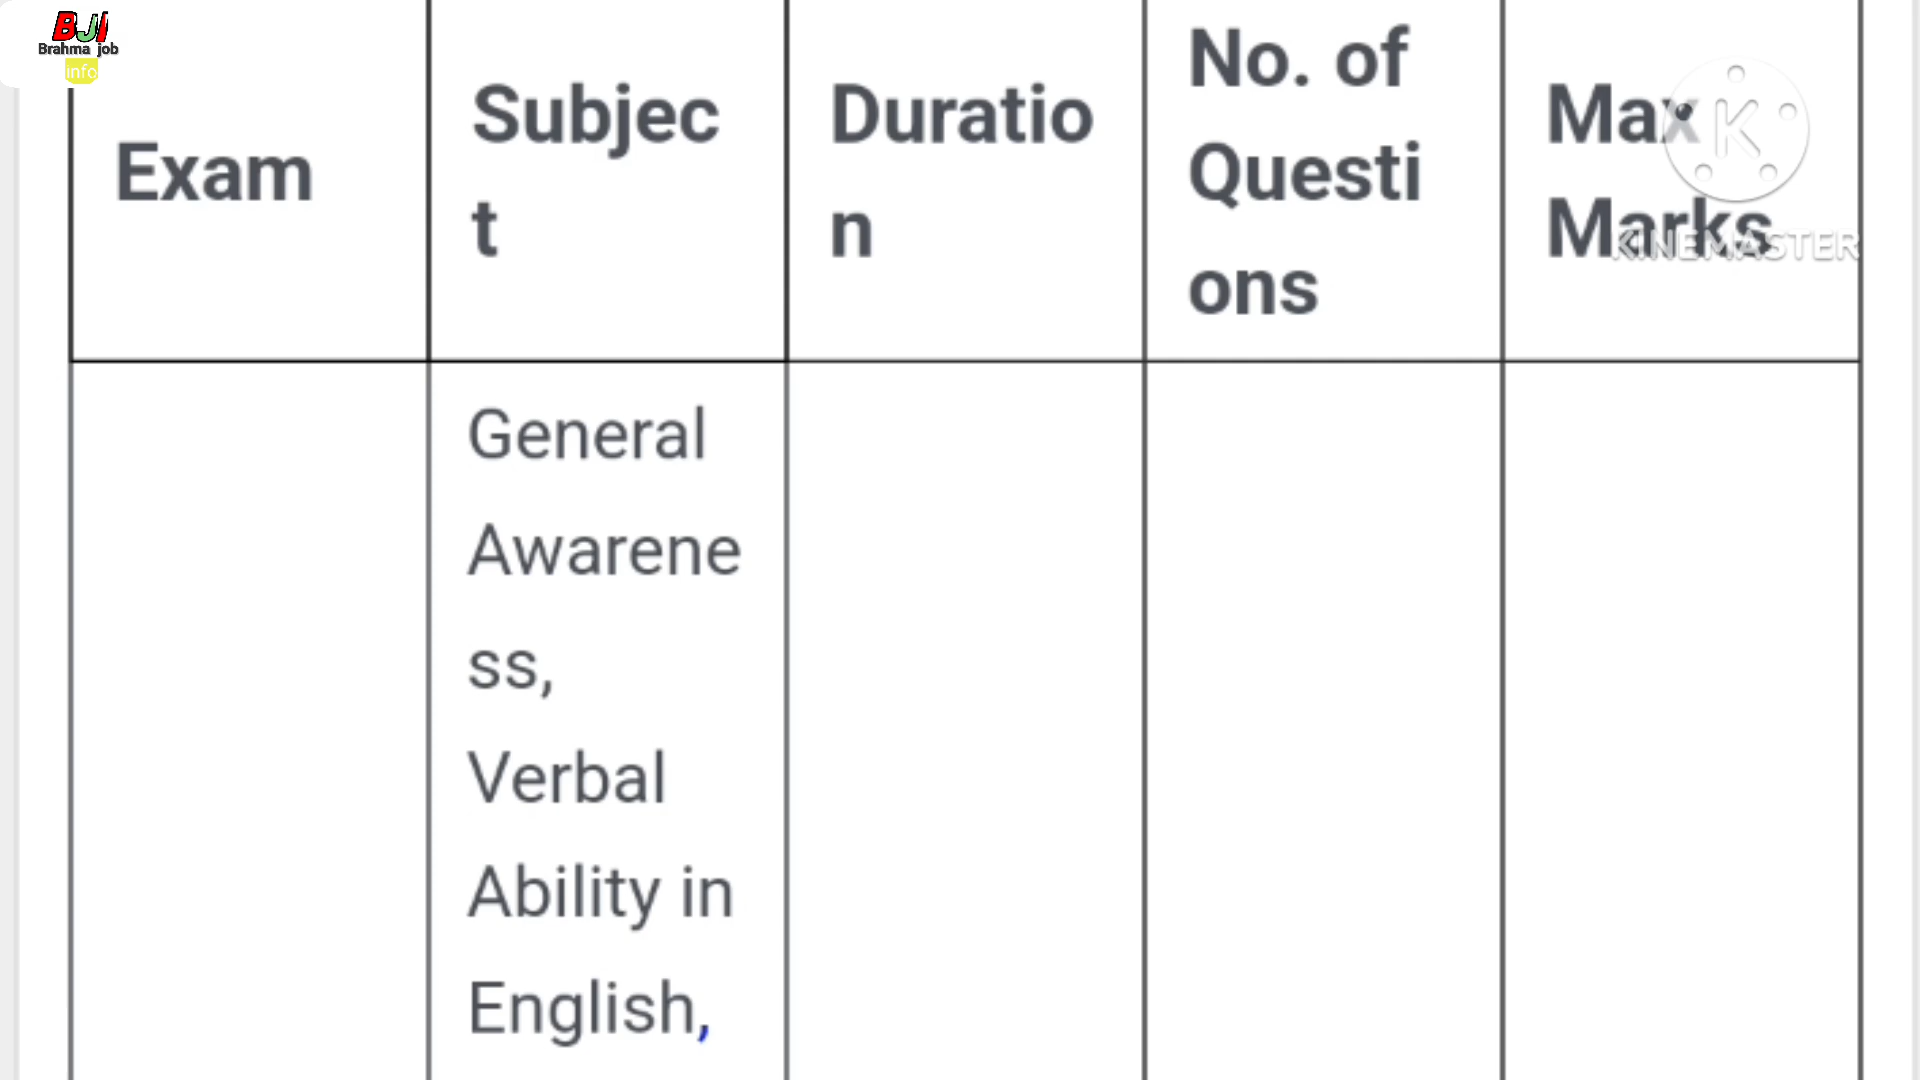 BJI
Brahma job
info
Exam
Subjec
t
Duratio
n
No. of
Questi
ons
Max
Marks
K
KINEMASTER
General
Awarene
ss,
Verbal
Ability in
English,